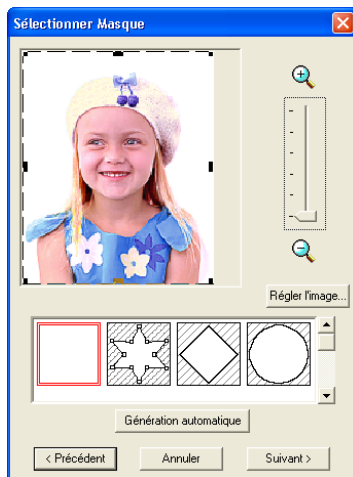 Sélectionner Masque
Régler l'image...
Génération automatique
< Précédent
Annuler
Suivant >